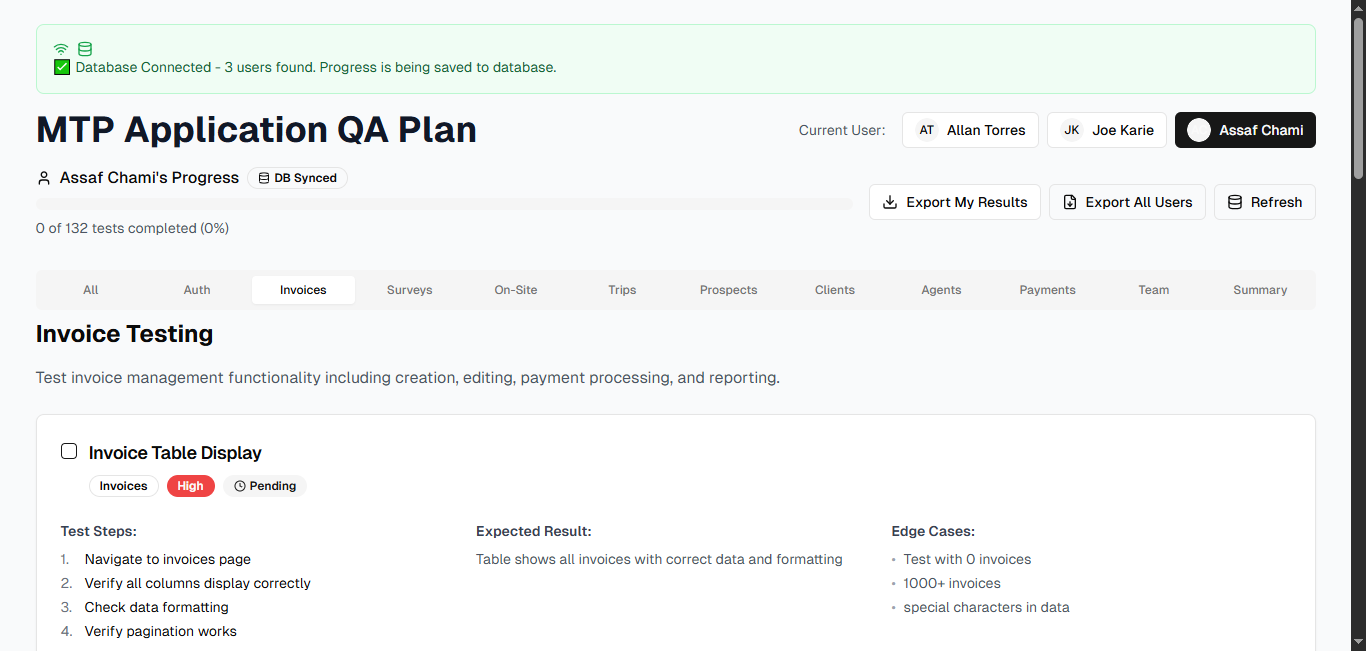 ✅ Database Connected - 3 users found. Progress is being saved to database.
MTP Application QA Plan
Current User: AT Allan Torres JK Joe Karie Assaf Chami
Assaf Chami's Progress DB Synced
Export My Results Export All Users Refresh
0 of 132 tests completed (0%)
All Auth Invoices Surveys On-Site Trips Prospects Clients Agents Payments Team Summary
Invoice Testing
Test invoice management functionality including creation, editing, payment processing, and reporting.
Invoice Table Display
Invoices High Pending
Test Steps:
1. Navigate to invoices page
2. Verify all columns display correctly
3. Check data formatting
4. Verify pagination works
Expected Result:
Table shows all invoices with correct data and formatting
Edge Cases:
• Test with 0 invoices
• 1000+ invoices
• special characters in data